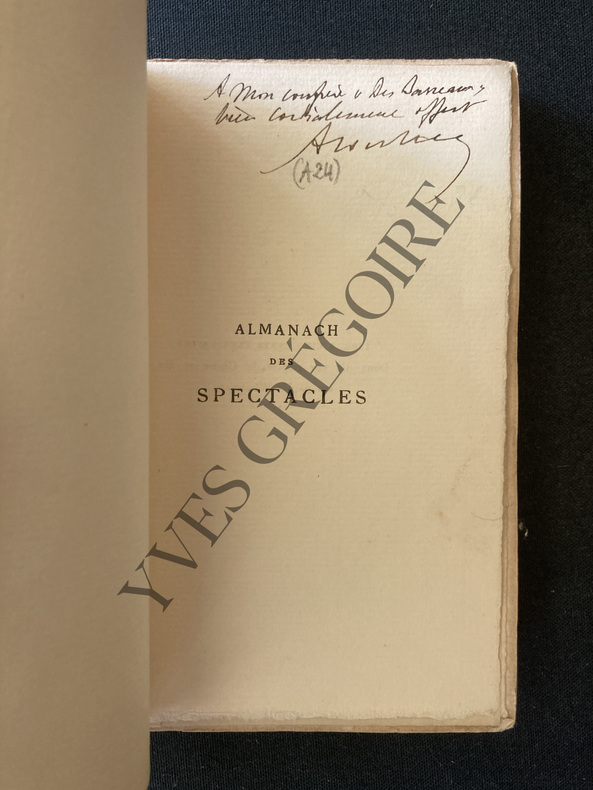 A Mon confrère
bien cordialement offert
(A24)
ALMANACH
DES
SPECTACLES
YVES GRÉGOIRE